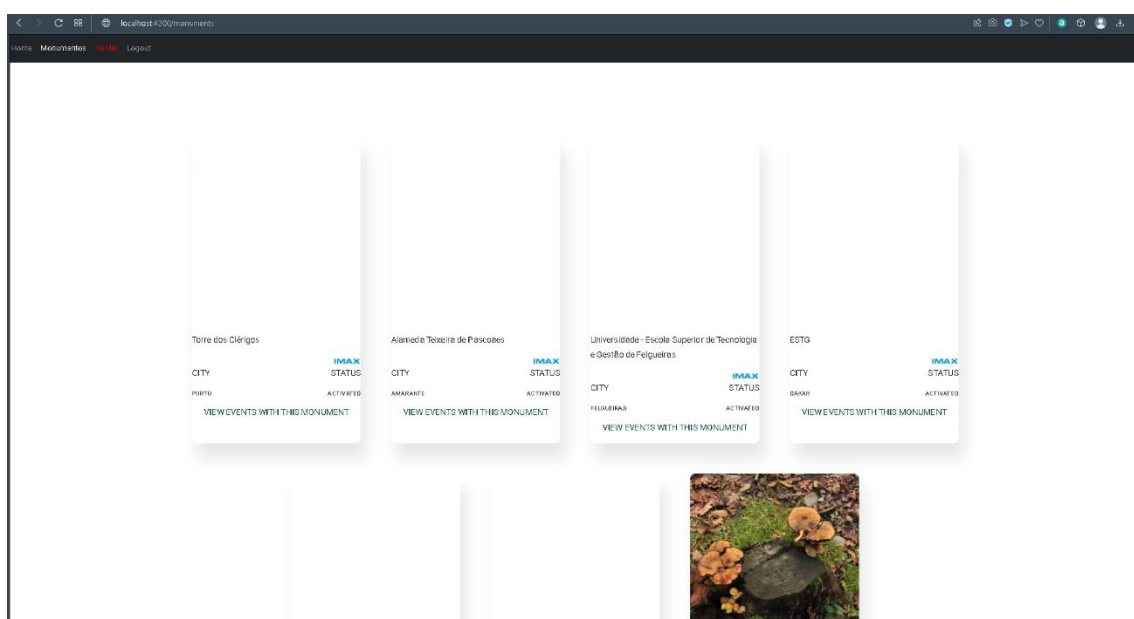 localhost:4200/monuments
Home Monumentos Helder Logout
Torre dos Clérigos
IMAX
CITY STATUS
PORTO ACTIVATED
VIEW EVENTS WITH THIS MONUMENT
Alameda Teixeira de Pascoaes
IMAX
CITY STATUS
AMARANTE ACTIVATED
VIEW EVENTS WITH THIS MONUMENT
Universidade - Escola Superior de Tecnologia
e Gestão de Felgueiras
IMAX
CITY STATUS
FELGUEIRAS ACTIVATED
VIEW EVENTS WITH THIS MONUMENT
ESTG
IMAX
CITY STATUS
DAKAR ACTIVATED
VIEW EVENTS WITH THIS MONUMENT